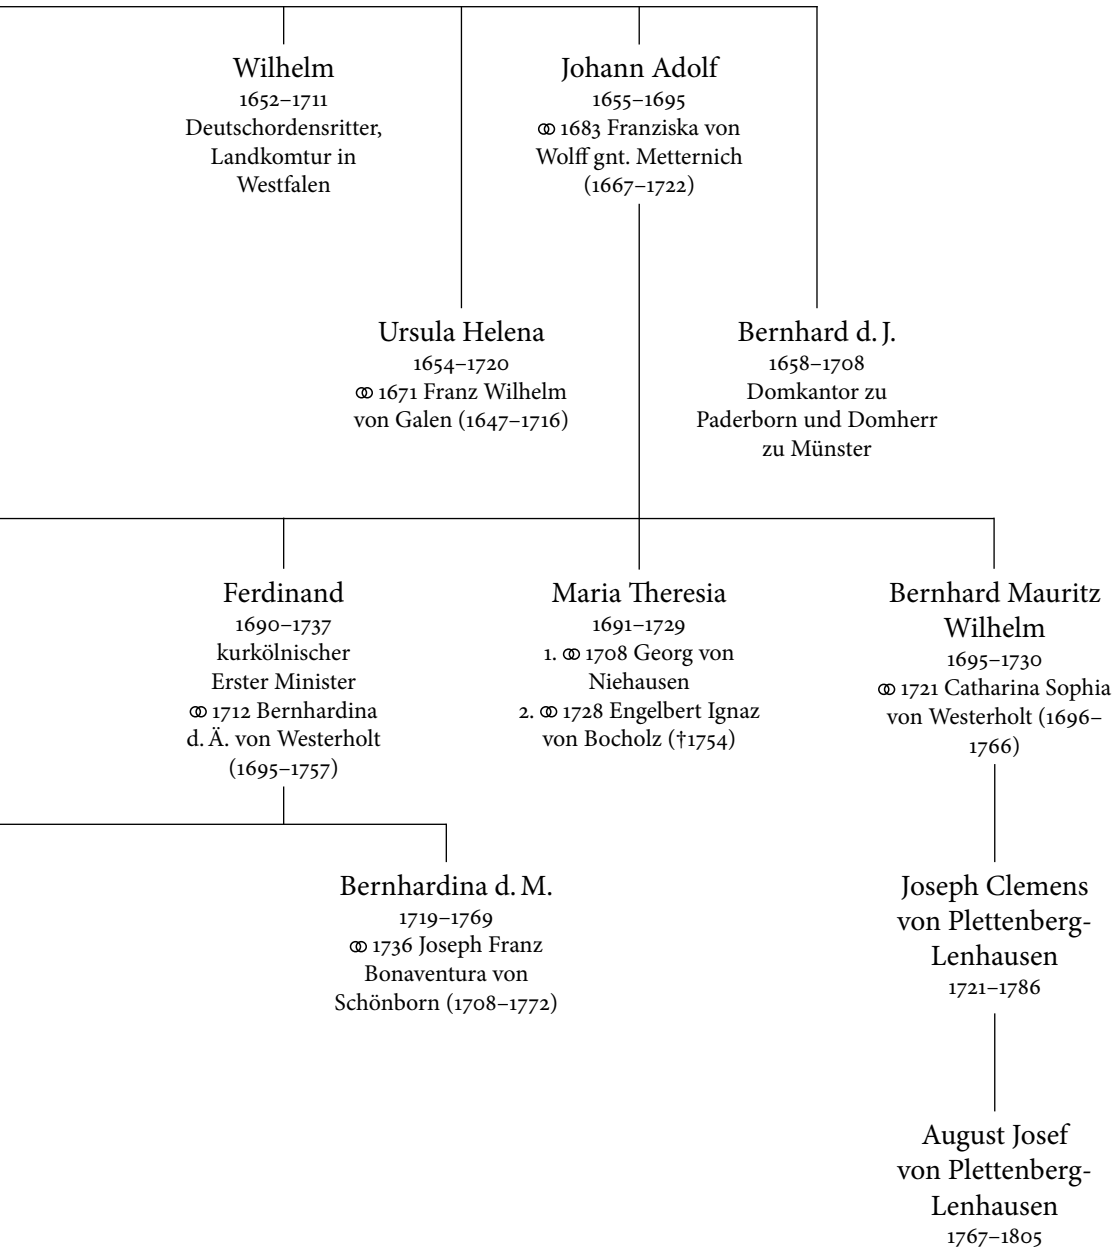 Wilhelm
1652–1711
Deutschordensritter,
Landkomtur in
Westfalen
Johann Adolf
1655–1695
⚭ 1683 Franziska von
Wolff gnt. Metternich
(1667–1722)
Ursula Helena
1654–1720
⚭ 1671 Franz Wilhelm
von Galen (1647–1716)
Bernhard d. J.
1658–1708
Domkantor zu
Paderborn und Domherr
zu Münster
Ferdinand
1690–1737
kurkölnischer
Erster Minister
⚭ 1712 Bernhardina
d. Ä. von Westerholt
(1695–1757)
Maria Theresia
1691–1729
1. ⚭ 1708 Georg von
Niehausen
2. ⚭ 1728 Engelbert Ignaz
von Bocholz (†1754)
Bernhard Mauritz
Wilhelm
1695–1730
⚭ 1721 Catharina Sophia
von Westerholt (1696–
1766)
Bernhardina d. M.
1719–1769
⚭ 1736 Joseph Franz
Bonaventura von
Schönborn (1708–1772)
Joseph Clemens
von Plettenberg-
Lenhausen
1721–1786
August Josef
von Plettenberg-
Lenhausen
1767–1805